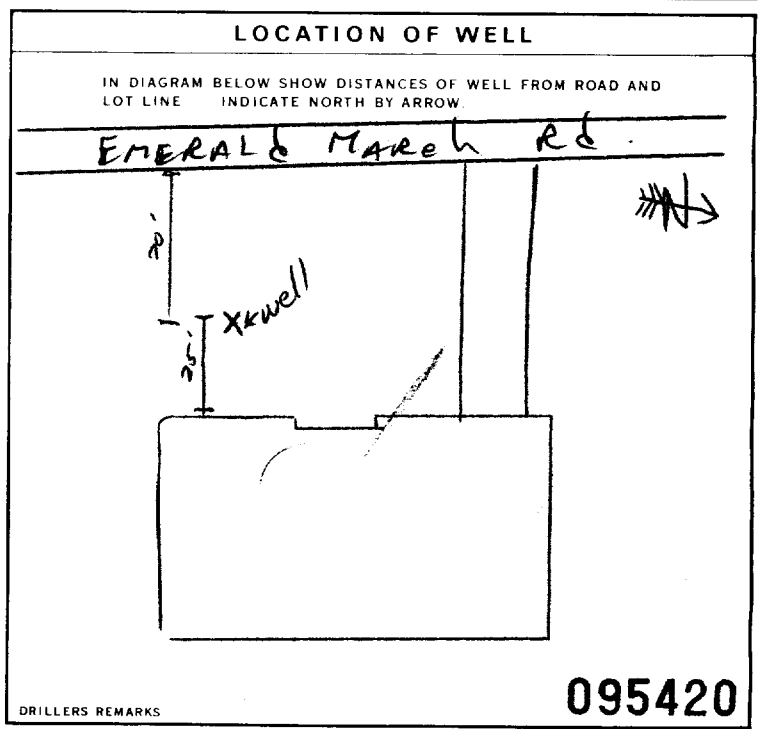 LOCATION OF WELL
IN DIAGRAM BELOW SHOW DISTANCES OF WELL FROM ROAD AND
LOT LINE INDICATE NORTH BY ARROW.
EMERALd MARch Rd.
N
X well
25'
DRILLERS REMARKS
095420